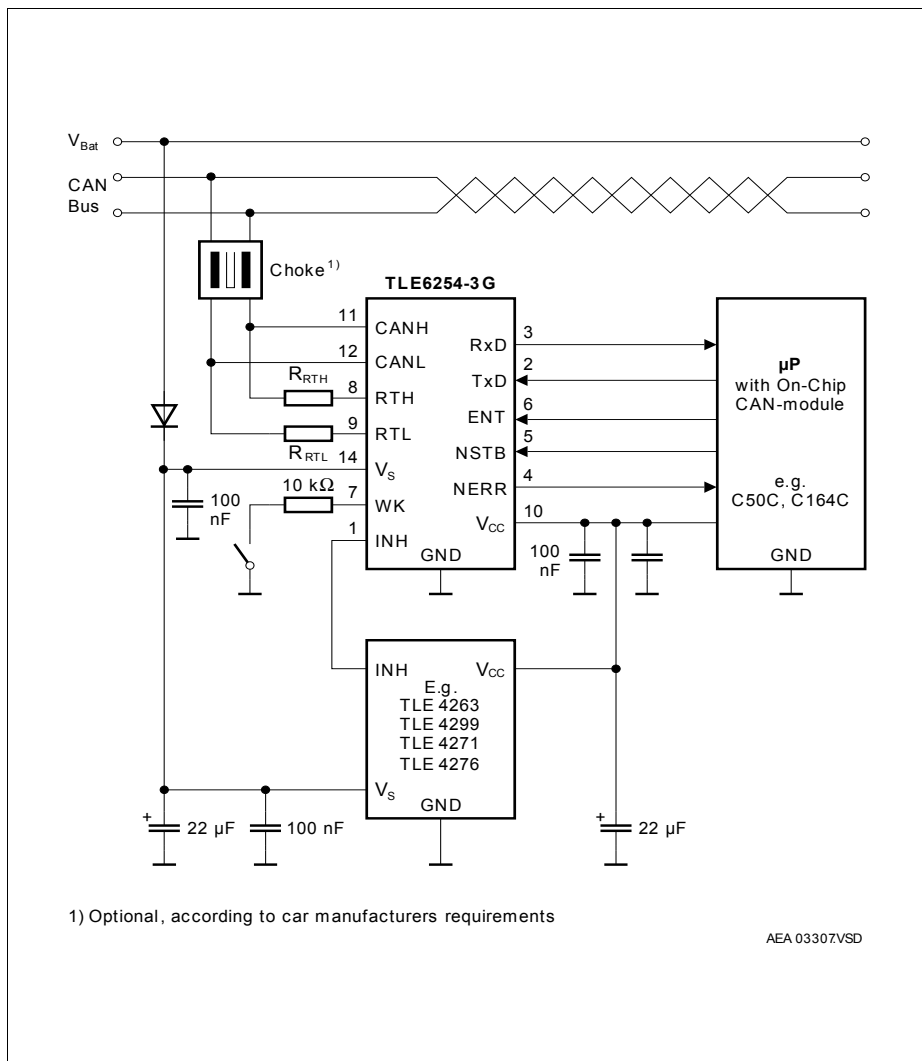 V_Bat
CAN
Bus
Choke 1)
TLE6254-3 G
11
CANH
12
CANL
R_RTH
8
RTH
9
RTL
R_RTL
14
V_S
10 kΩ
7
WK
1
INH
GND
RxD
3
TxD
2
ENT
6
NSTB
5
NERR
4
V_CC
10
100
nF
100
nF
µP
with On-Chip
CAN-module
e.g.
C50C, C164C
GND
INH
V_CC
E.g.
TLE 4263
TLE 4299
TLE 4271
TLE 4276
V_S
GND
+
22 µF
100 nF
+
22 µF
1) Optional, according to car manufacturers requirements
AEA 03307.VSD